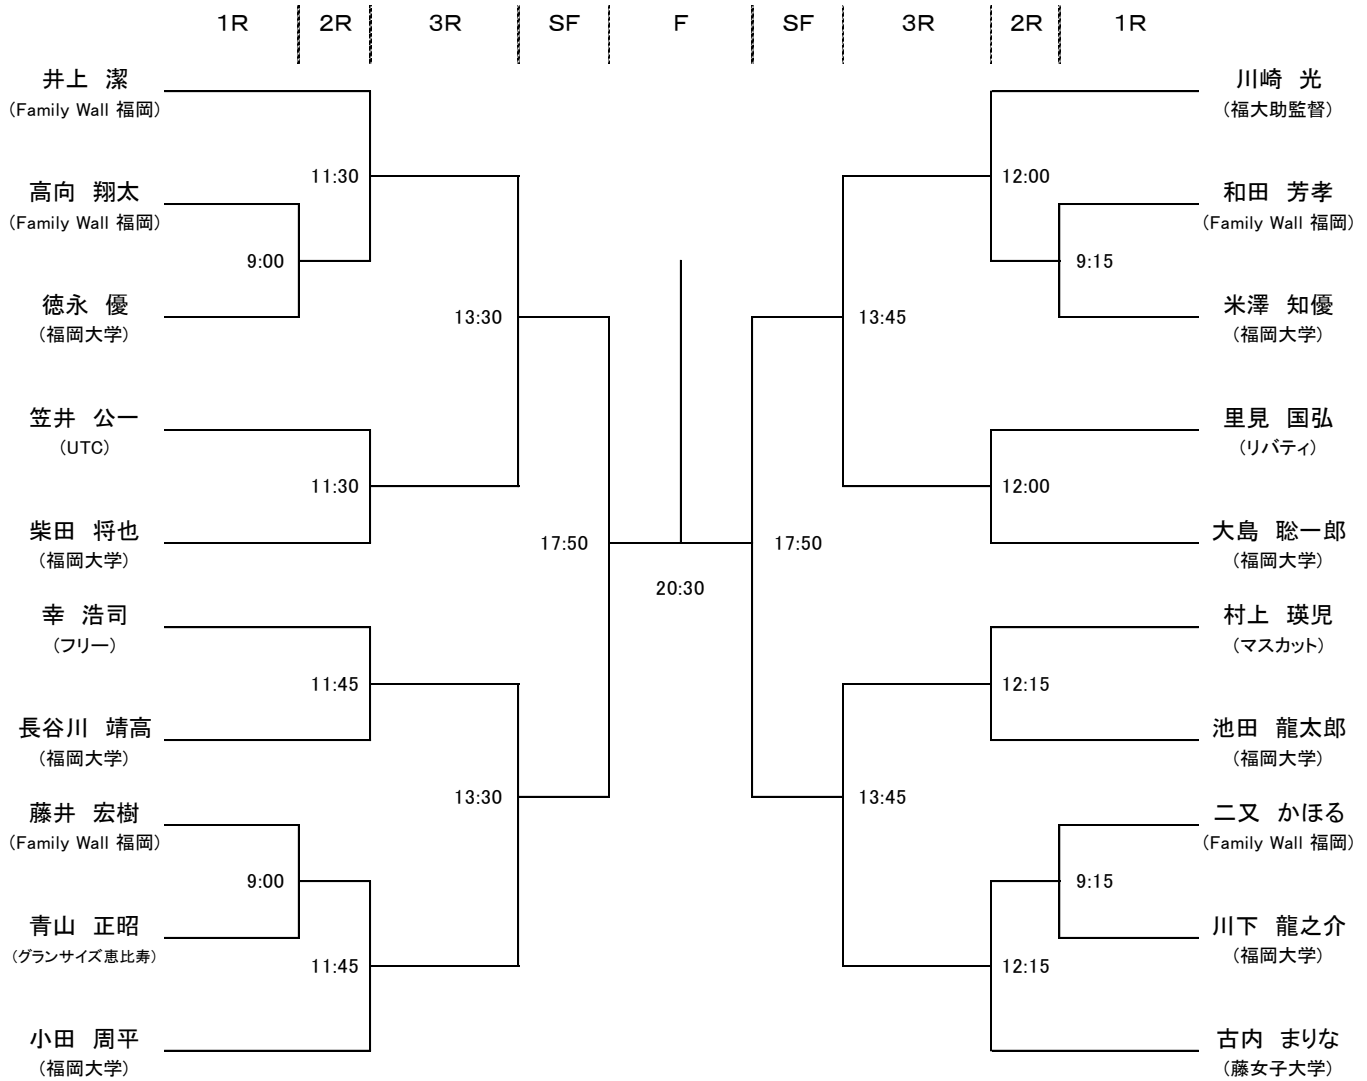 1R 2R 3R SF F SF 3R 2R 1R
井上 潔
(Family Wall 福岡)
高向 翔太
(Family Wall 福岡)
徳永 優
(福岡大学)
笠井 公一
(UTC)
柴田 将也
(福岡大学)
幸 浩司
(フリー)
長谷川 靖高
(福岡大学)
藤井 宏樹
(Family Wall 福岡)
青山 正昭
(グランサイズ恵比寿)
小田 周平
(福岡大学)
9:00
9:00
11:30
11:30
11:45
11:45
13:30
13:30
17:50
20:30
17:50
13:45
13:45
12:00
12:00
12:15
12:15
9:15
9:15
川崎 光
(福大助監督)
和田 芳孝
(Family Wall 福岡)
米澤 知優
(福岡大学)
里見 国弘
(リバティ)
大島 聡一郎
(福岡大学)
村上 瑛児
(マスカット)
池田 龍太郎
(福岡大学)
二又 かほる
(Family Wall 福岡)
川下 龍之介
(福岡大学)
古内 まりな
(藤女子大学)